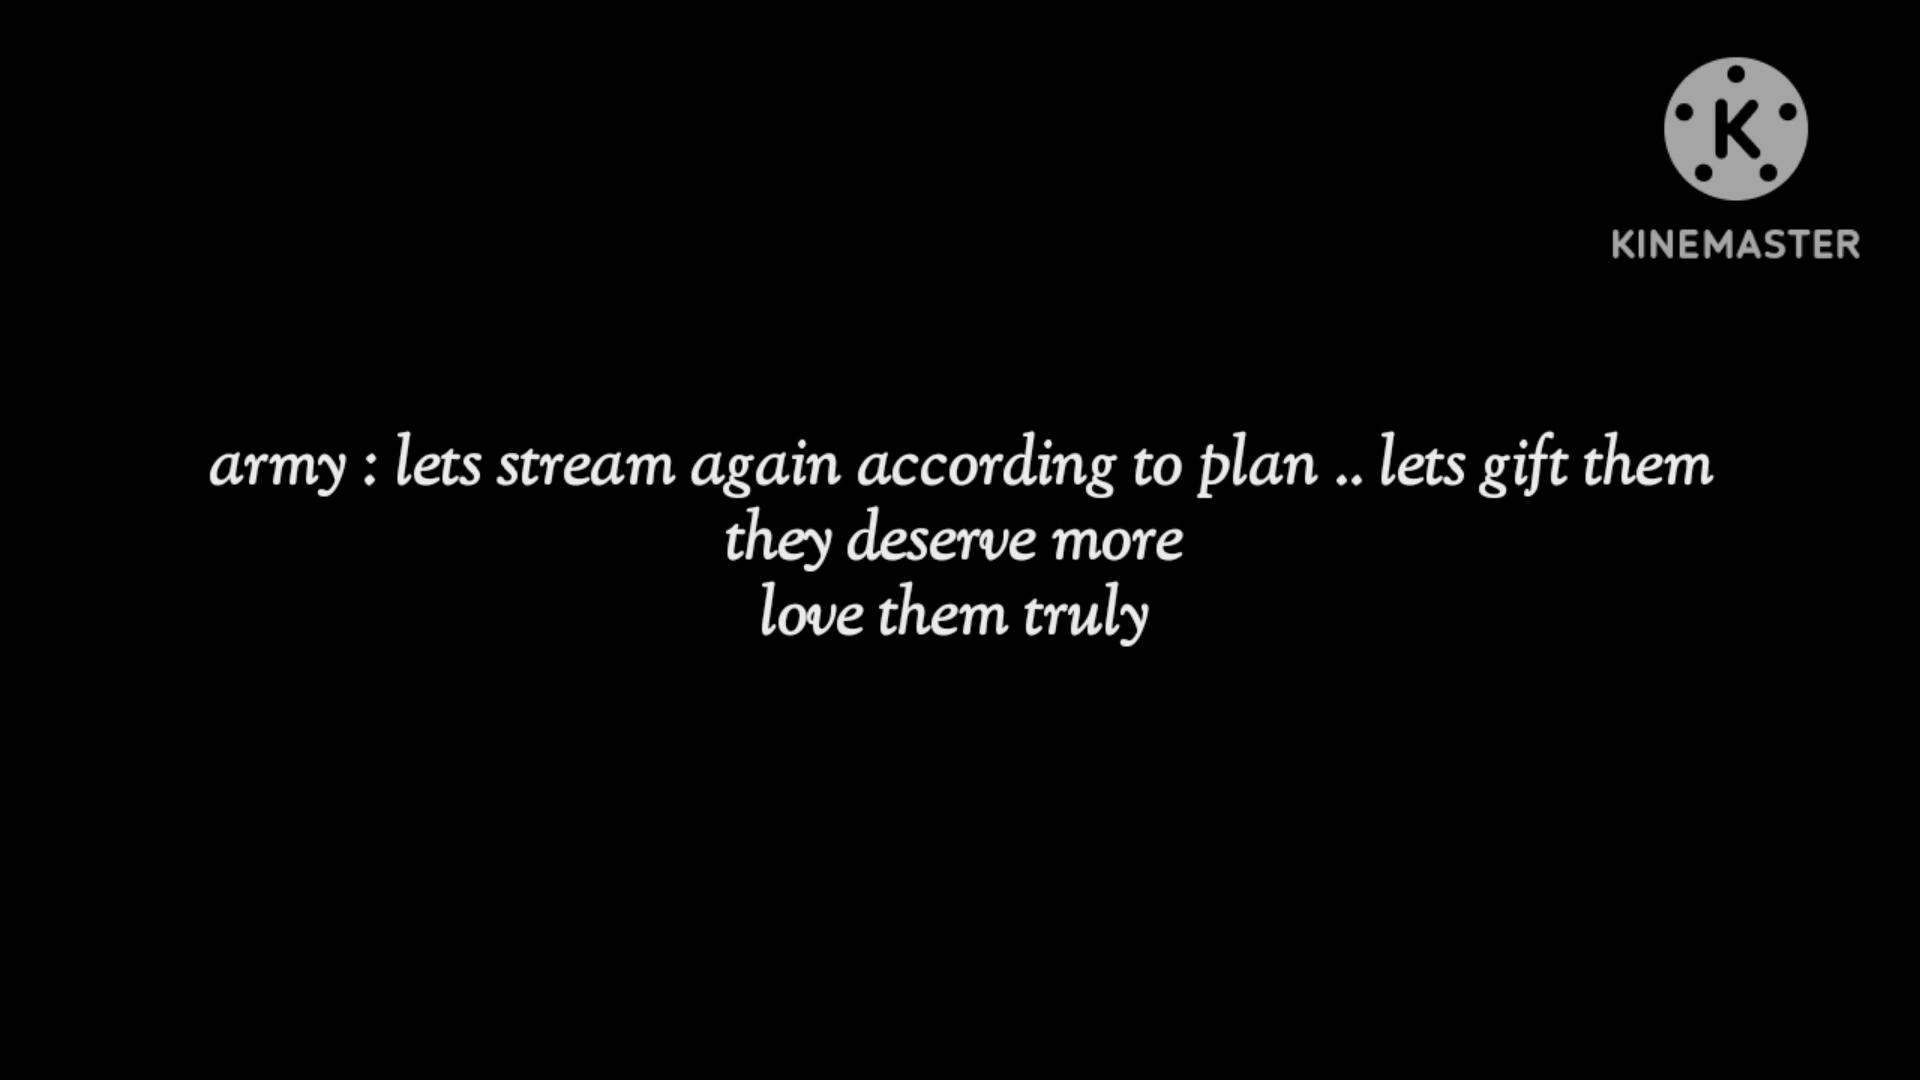 K
KINEMASTER
army : lets stream again according to plan .. lets gift them
they deserve more
love them truly